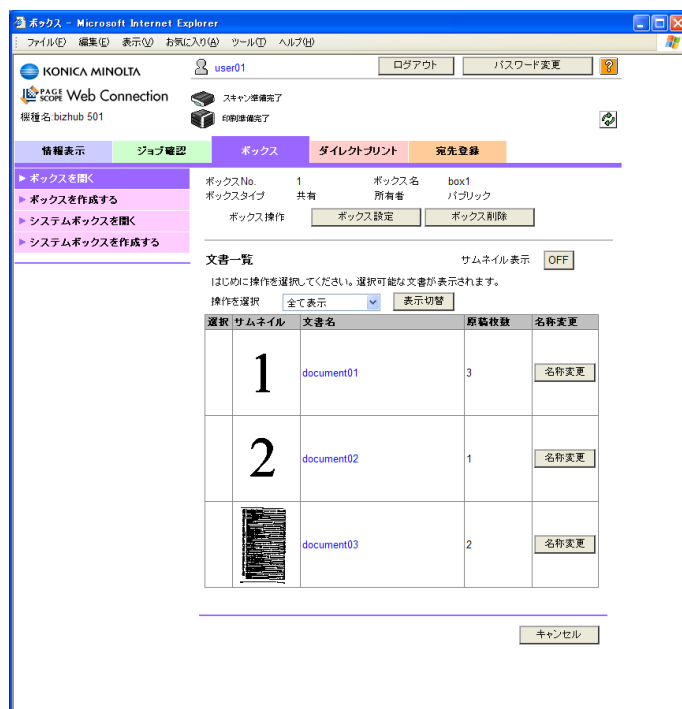 ボックス - Microsoft Internet Explorer
ファイル(F) 編集(E) 表示(V) お気に入り(A) ツール(T) ヘルプ(H)
KONICA MINOLTA
user01 ログアウト パスワード変更 ?
PAGE SCOPE Web Connection
スキャン準備完了
機種名:bizhub 501
印刷準備完了
情報表示 ジョブ確認 ボックス ダイレクトプリント 宛先登録
ボックスを開く
ボックスを作成する
システムボックスを開く
システムボックスを作成する
ボックスNo. 1 ボックス名 box1
ボックスタイプ 共有 所有者 パブリック
ボックス操作 ボックス設定 ボックス削除
文書一覧 サムネイル表示 OFF
はじめに操作を選択してください。選択可能な文書が表示されます。
操作を選択 全て表示 表示切替
選択 サムネイル 文書名 原稿枚数 名称変更
1 document01 3 名称変更
2 document02 1 名称変更
document03 2 名称変更
キャンセル